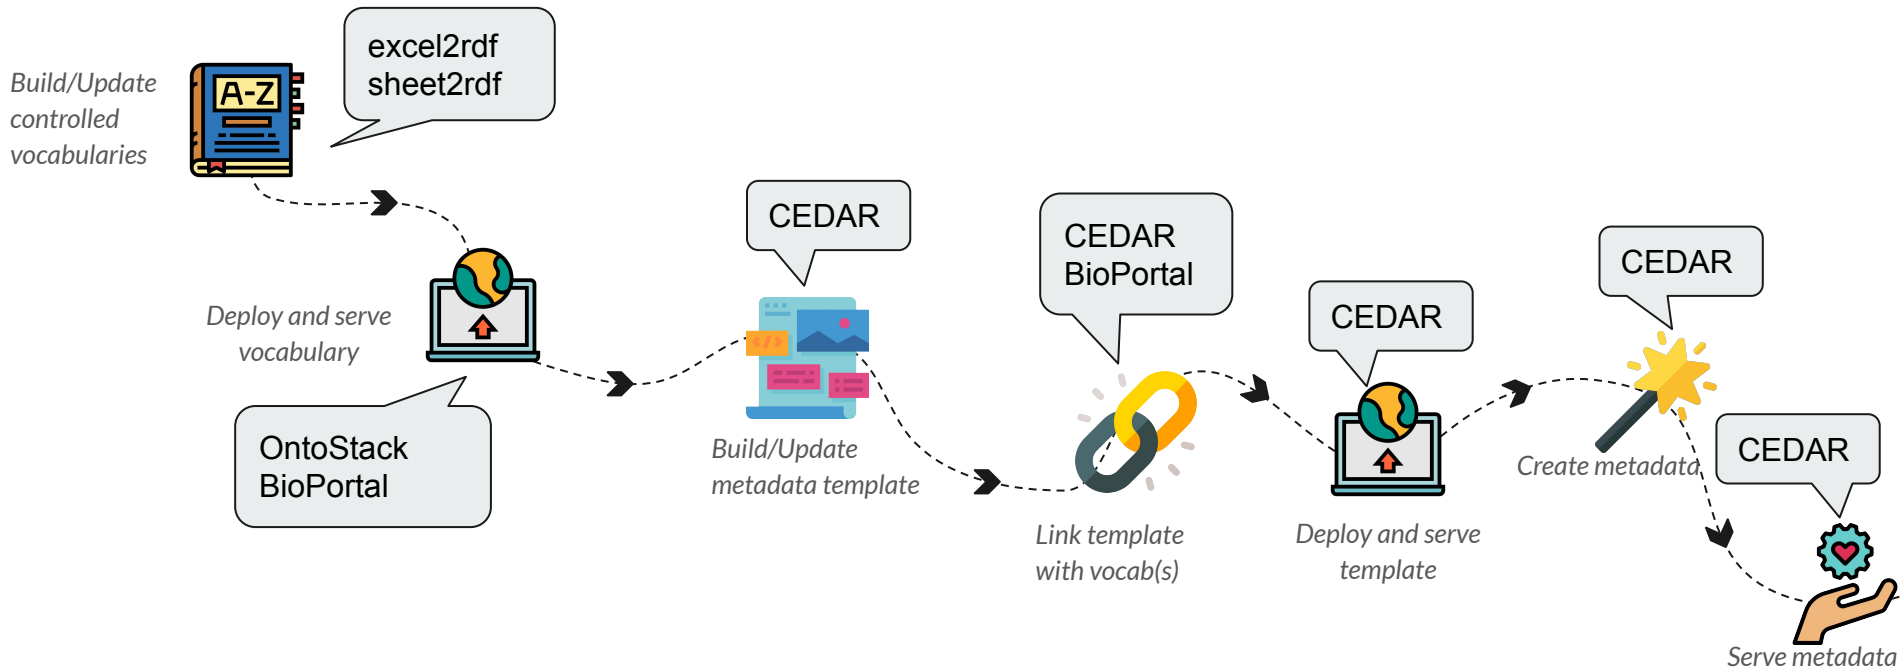 Build/Update
controlled
vocabularies
A-Z
excel2rdf
sheet2rdf
Deploy and serve
vocabulary
OntoStack
BioPortal
CEDAR
</>
Build/Update
metadata template
CEDAR
BioPortal
Link template
with vocab(s)
CEDAR
Deploy and serve
template
CEDAR
Create metadata
CEDAR
Serve metadata